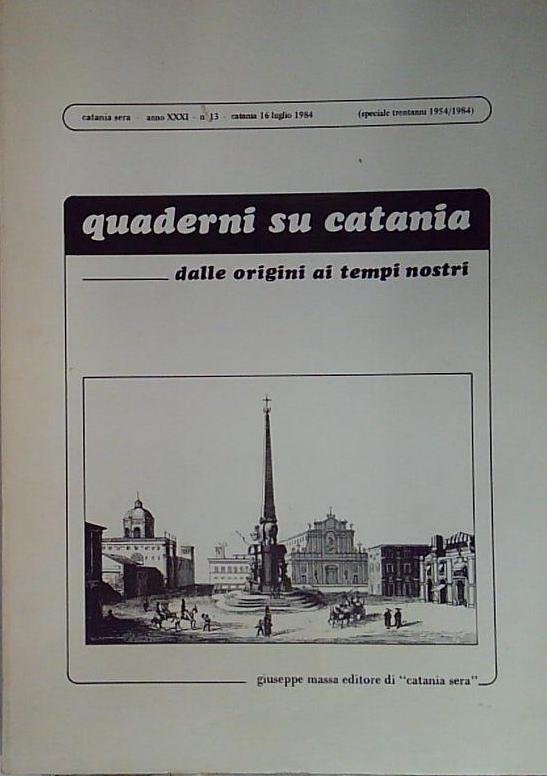 catania sera - anno XXXI - n° 13 - catania 16 luglio 1984 (speciale trentanni 1954/1984)
quaderni su catania
dalle origini ai tempi nostri
giuseppe massa editore di "catania sera"